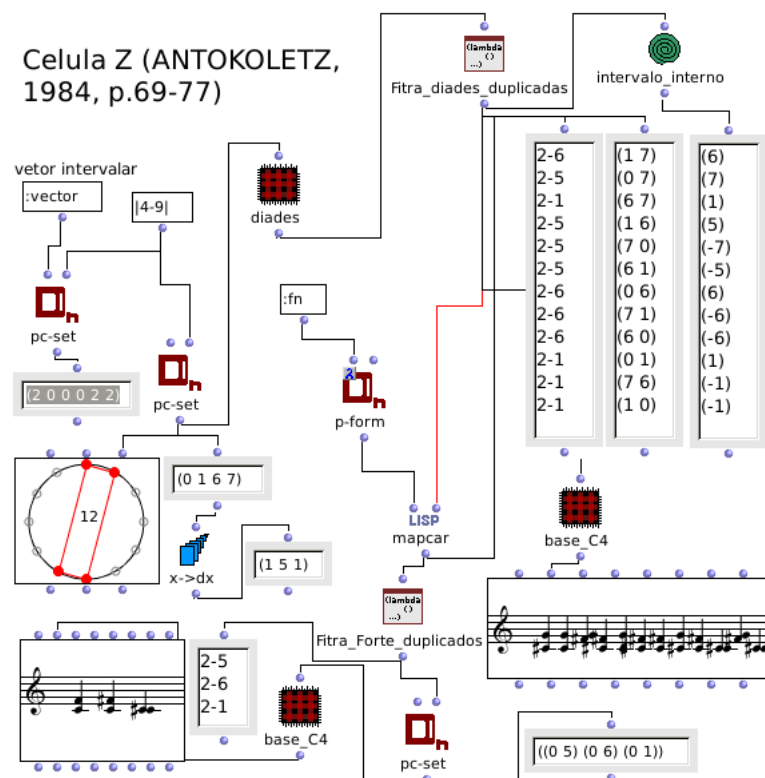 Celula Z (ANTOKOLETZ,
1984, p.69-77)
(lambda
()
...)
Fitra_diades_duplicadas
intervalo_interno
vetor intervalar
:vector
|4-9|
diades
2-6
2-5
2-1
2-5
2-5
2-5
2-6
2-6
2-6
2-1
2-1
2-1
(1 7)
(0 7)
(6 7)
(1 6)
(7 0)
(6 1)
(0 6)
(7 1)
(6 0)
(0 1)
(7 6)
(1 0)
(6)
(7)
(1)
(5)
(-7)
(-5)
(6)
(-6)
(-6)
(1)
(-1)
(-1)
:fn
pc-set
pc-set
(2 0 0 0 2 2)
p-form
12
(0 1 6 7)
x->dx
(1 5 1)
LISP
mapcar
base_C4
(lambda
()
...)
Fitra_Forte_duplicados
2-5
2-6
2-1
base_C4
pc-set
((0 5) (0 6) (0 1))